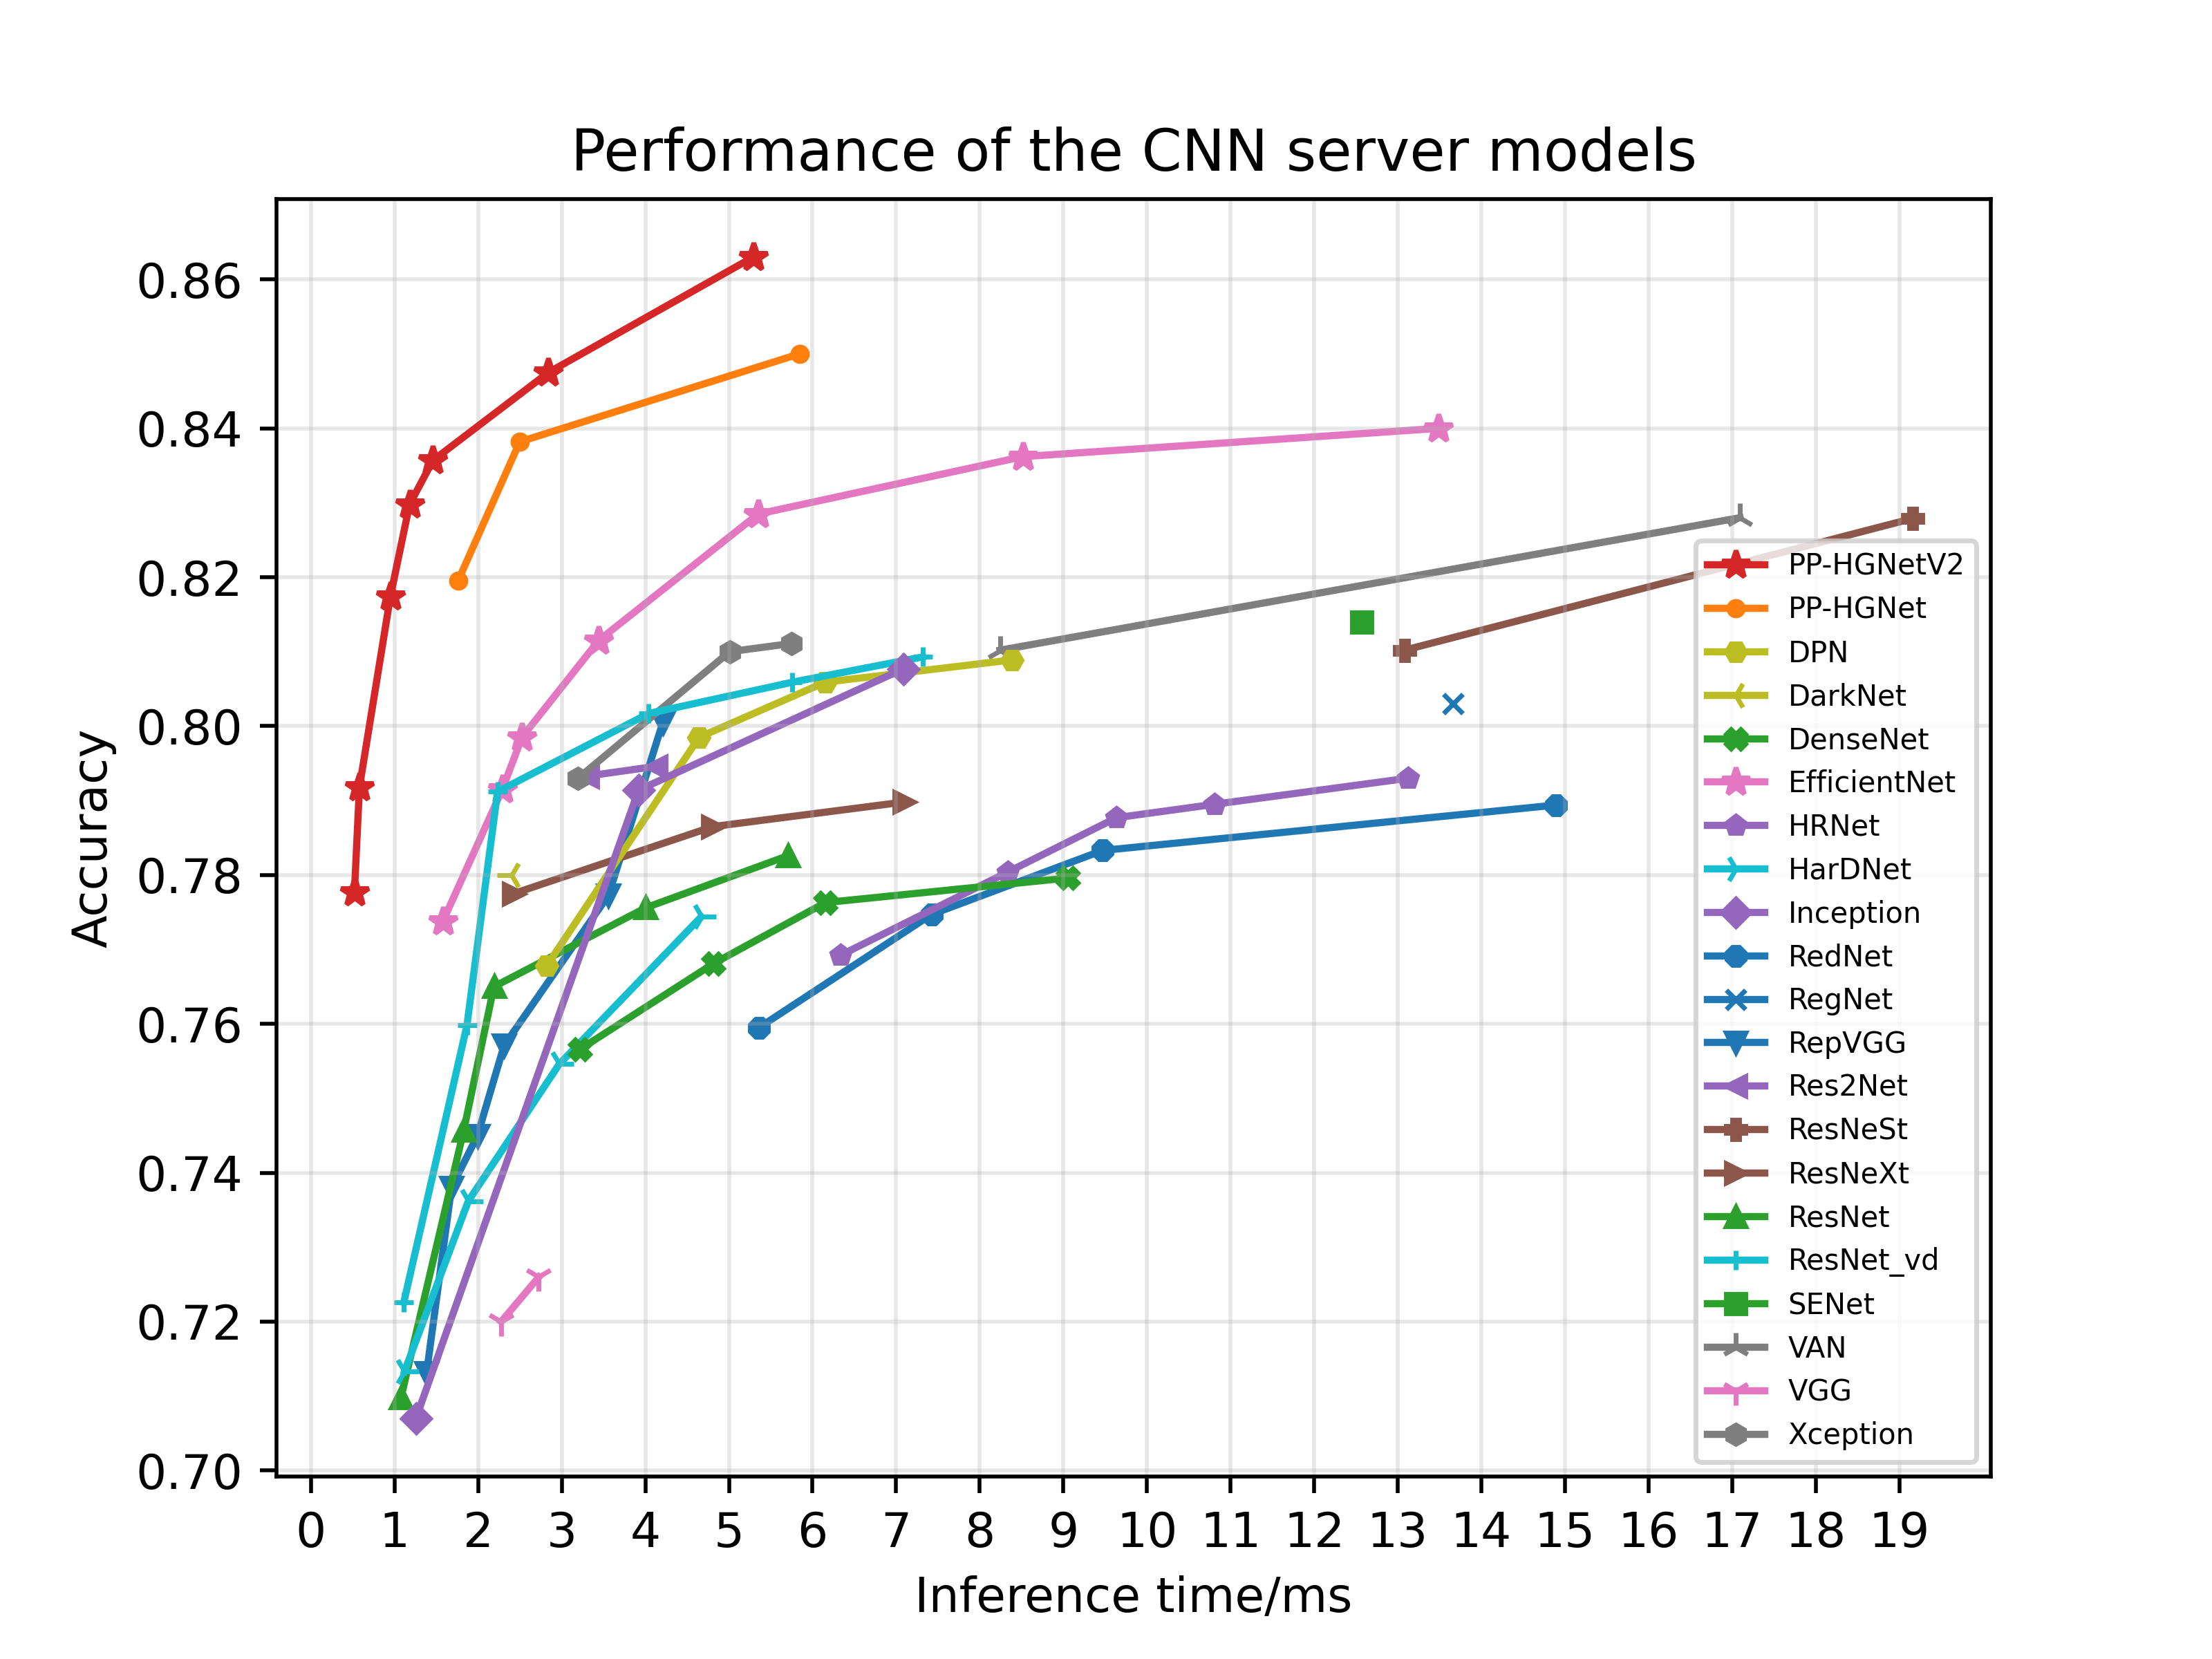 Performance of the CNN server models
0.86
0.84
0.82
0.80
0.78
0.76
0.74
0.72
0.70
Accuracy
PP-HGNetV2
PP-HGNet
DPN
DarkNet
DenseNet
EfficientNet
HRNet
HarDNet
Inception
RedNet
RegNet
RepVGG
Res2Net
ResNeSt
ResNeXt
ResNet
ResNet_vd
SENet
VAN
VGG
Xception
0 1 2 3 4 5 6 7 8 9 10 11 12 13 14 15 16 17 18 19
Inference time/ms